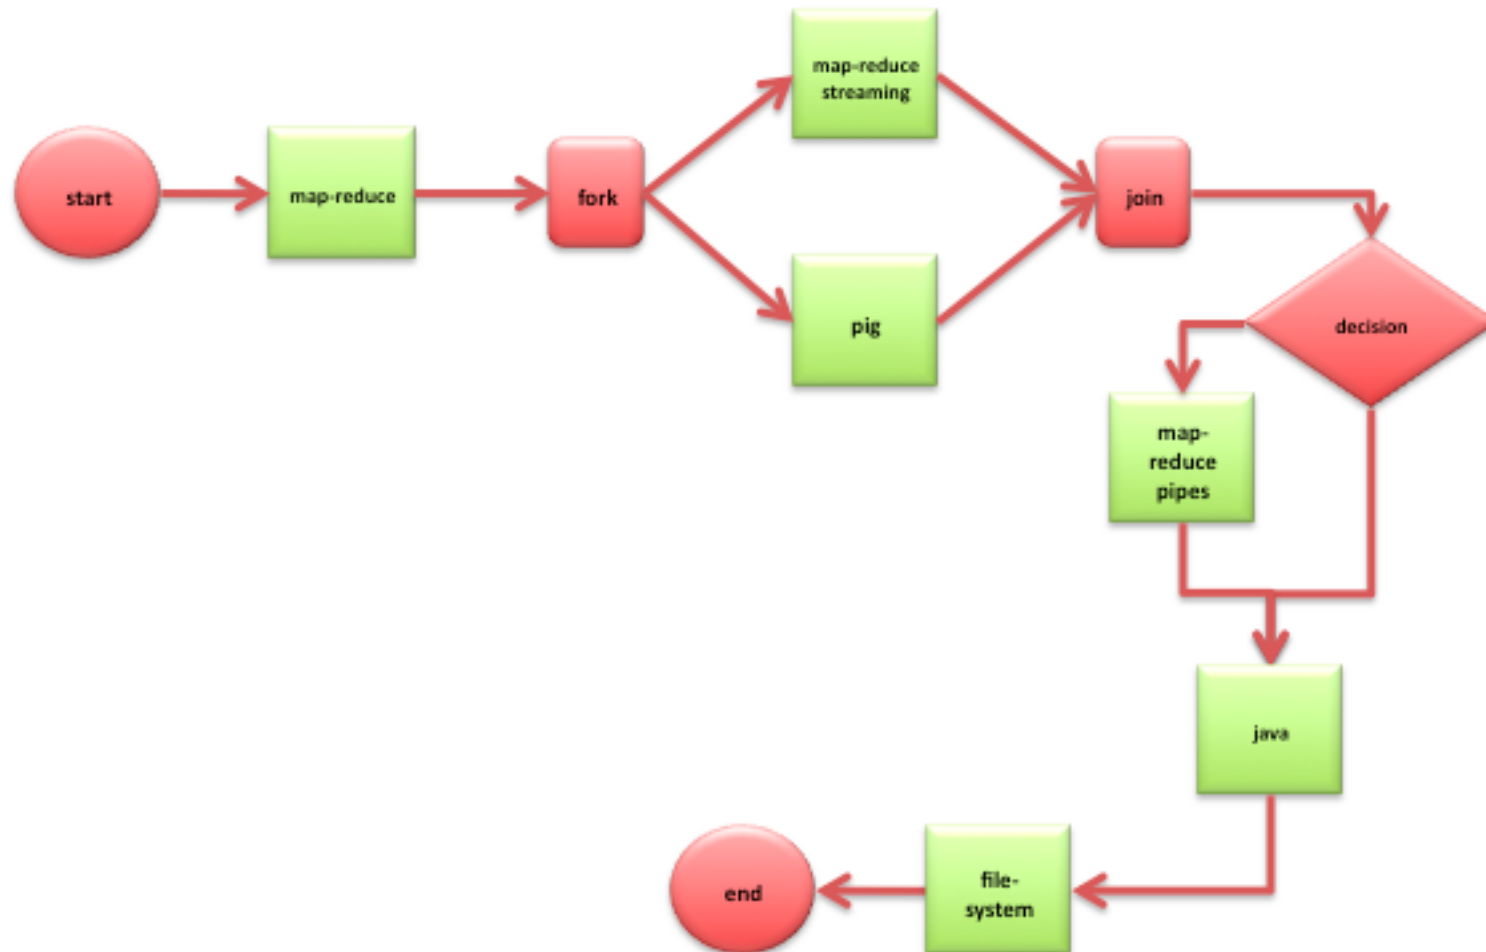 start
map-reduce
fork
map-reduce
streaming
pig
join
decision
map-
reduce
pipes
java
file-
system
end